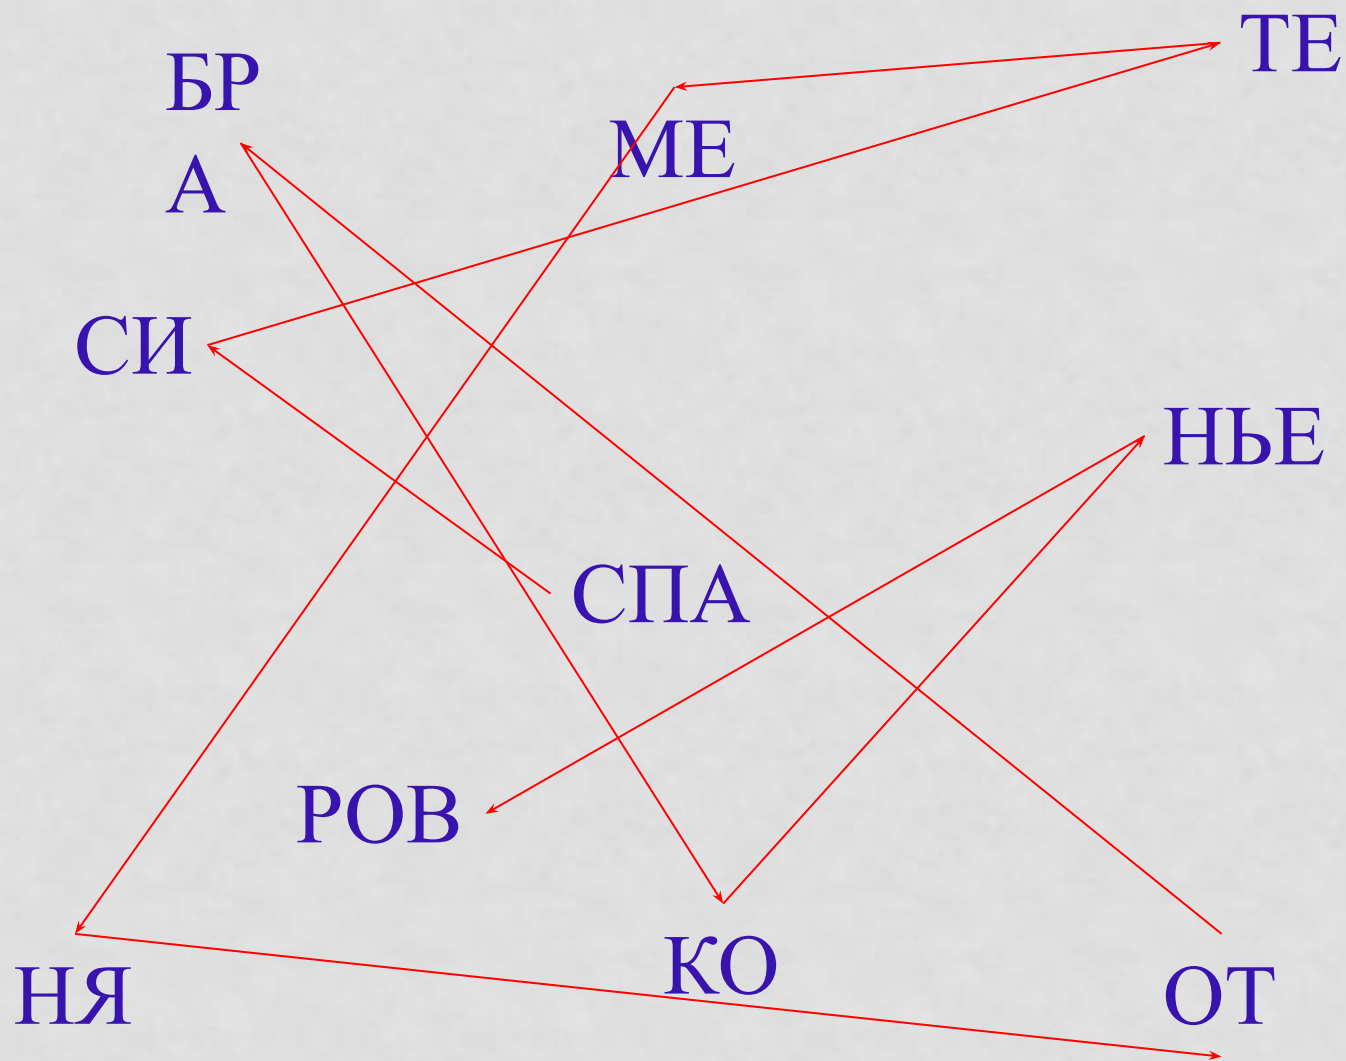 ТЕ
БР
А
МЕ
СИ
НЬЕ
СПА
РОВ
КО
НЯ
ОТ